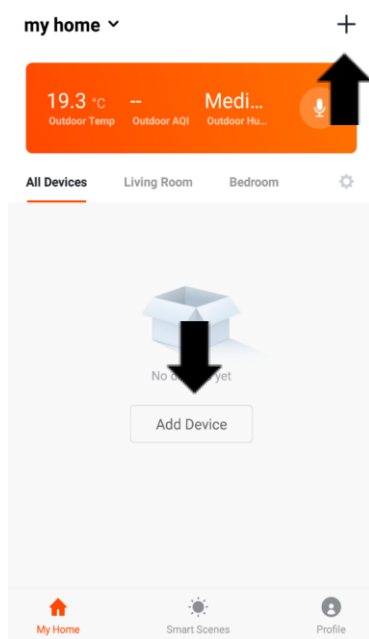 my home
19.3 °C -- Medi...
Outdoor Temp Outdoor AQI Outdoor Hu...
All Devices Living Room Bedroom
No yet
Add Device
My Home Smart Scenes Profile